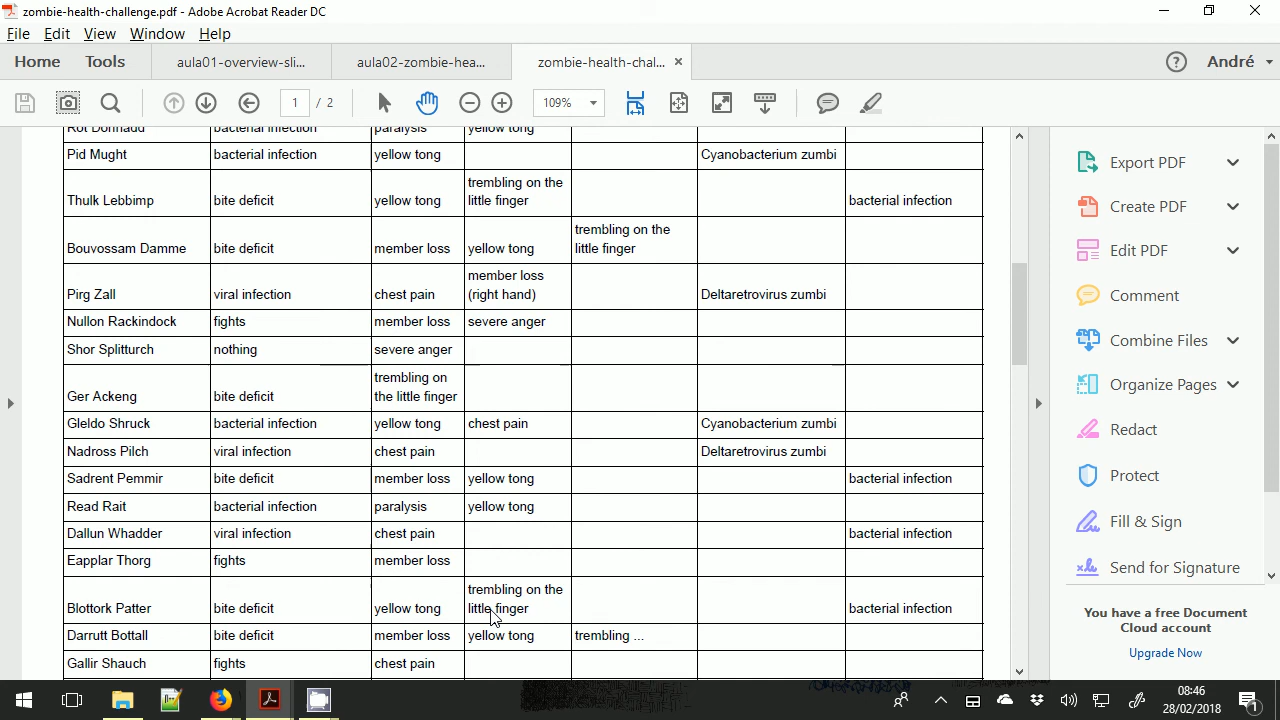 zombie-health-challenge.pdf - Adobe Acrobat Reader DC
File Edit View Window Help
Home Tools aula01-overview-sli... aula02-zombie-hea... zombie-health-chal... × ? André
1 / 2 109%
Rot Donnadd bacterial infection paralysis yellow tong
Pid Mught bacterial infection yellow tong Cyanobacterium zumbi
trembling on the
Thulk Lebbimp bite deficit yellow tong little finger bacterial infection
trembling on the
Bouvossam Damme bite deficit member loss yellow tong little finger
member loss
Pirg Zall viral infection chest pain (right hand) Deltaretrovirus zumbi
Nullon Rackindock fights member loss severe anger
Shor Splitturch nothing severe anger
trembling on
Ger Ackeng bite deficit the little finger
Gleldo Shruck bacterial infection yellow tong chest pain Cyanobacterium zumbi
Nadross Pilch viral infection chest pain Deltaretrovirus zumbi
Sadrent Pemmir bite deficit member loss yellow tong bacterial infection
Read Rait bacterial infection paralysis yellow tong
Dallun Whadder viral infection chest pain bacterial infection
Eapplar Thorg fights member loss
trembling on the
Blottork Patter bite deficit yellow tong little finger bacterial infection
Darrutt Bottall bite deficit member loss yellow tong trembling ...
Gallir Shauch fights chest pain
Export PDF
Create PDF
Edit PDF
Comment
Combine Files
Organize Pages
Redact
Protect
Fill & Sign
Send for Signature
You have a free Document
Cloud account
Upgrade Now
08:46
28/02/2018
1